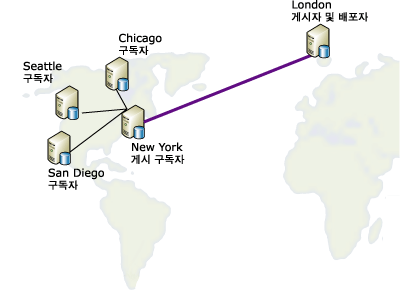 London
게시자 및 배포자
Chicago
구독자
Seattle
구독자
New York
게시 구독자
San Diego
구독자